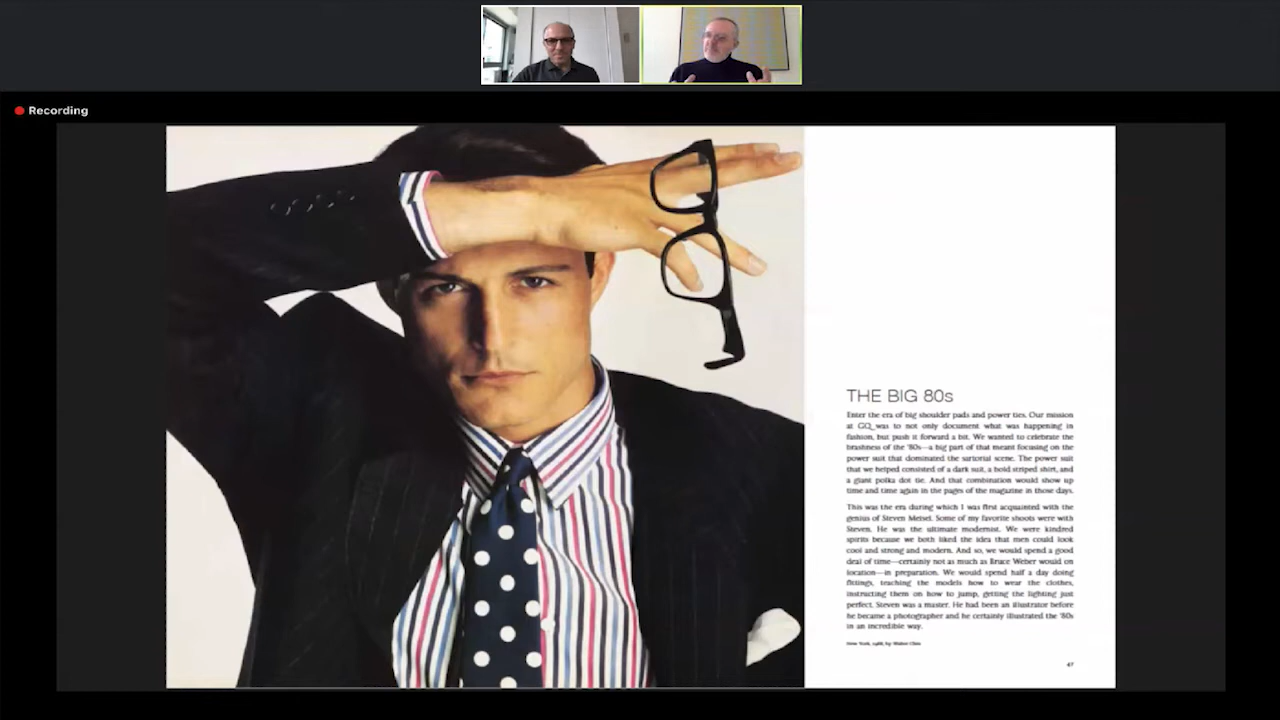 Recording
THE BIG 80s
Enter the era of big shoulder pads and power ties. Our mission
at GQ was to not only document what was happening in
fashion, but push it forward a bit. We wanted to celebrate the
brashness of the '80s—a big part of that meant focusing on the
power suit that dominated the sartorial scene. The power suit
that we helped consisted of a dark suit, a bold striped shirt, and
a giant polka dot tie. And that combination would show up
time and time again in the pages of the magazine in those days.
This was the era during which I was first acquainted with the
genius of Steven Meisel. Some of my favorite shoots were with
Steven. He was the ultimate modernist. We were kindred
spirits because we both liked the idea that men could look
cool and strong and modern. And so, we would spend a good
deal of time—certainly not as much as Bruce Weber would on
location—in preparation. We would spend half a day doing
fittings, teaching the models how to wear the clothes,
instructing them on how to jump, getting the lighting just
perfect. Steven was a master. He had been an illustrator before
he became a photographer and he certainly illustrated the '80s
in an incredible way.
New York, by Walter Chin
67